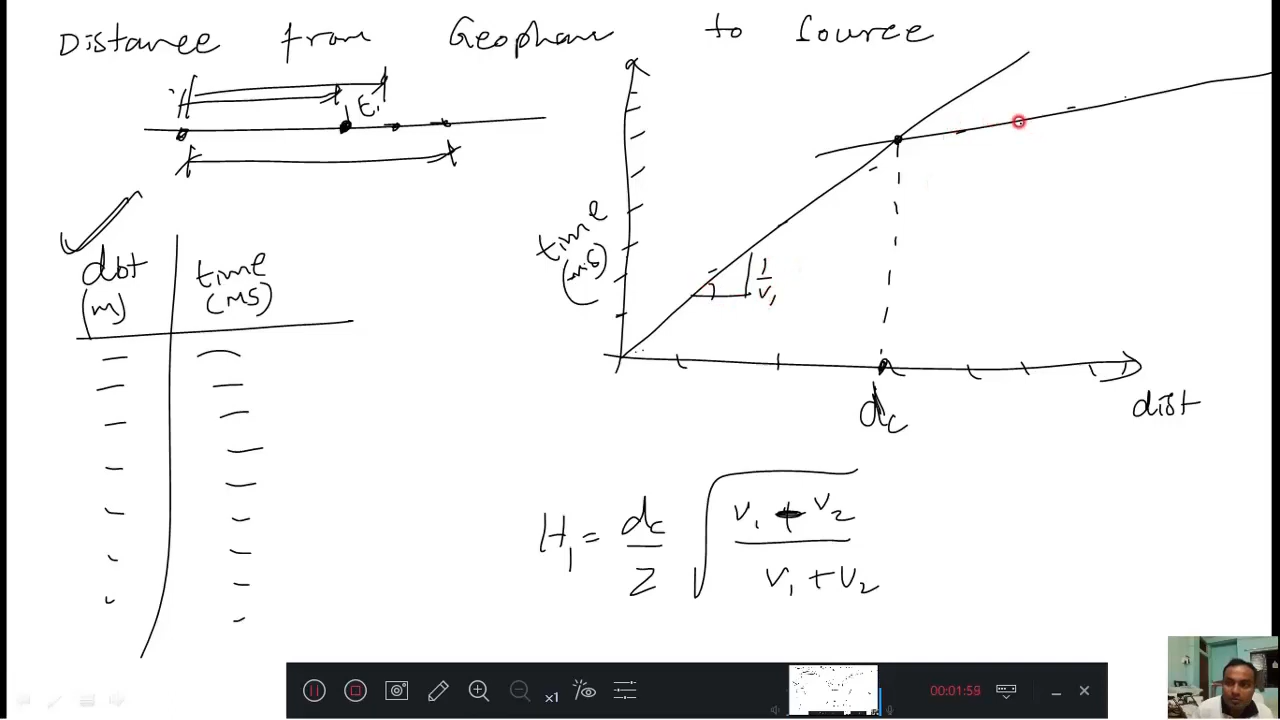 Distance from Geophone to Source
t1
dist
(m)
time
(MS)
time
(ms)
1
V1
dc
dist
H1 = dc/2 √(V1 - V2 / V1 + V2)
x1
00:01:59